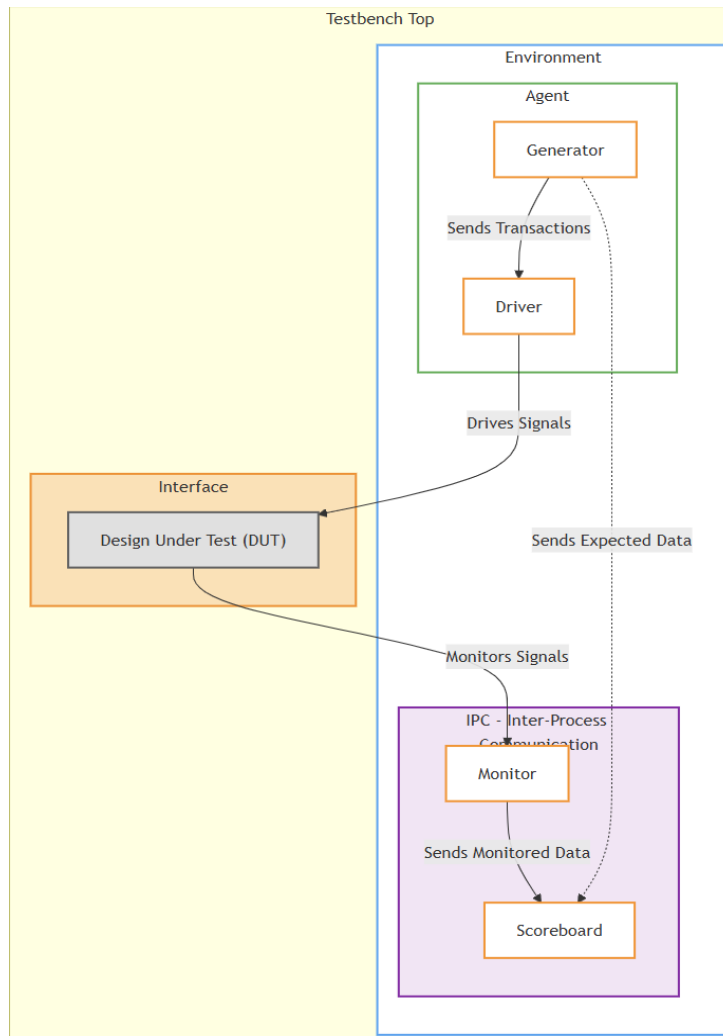 Testbench Top
Environment
Agent
Generator
Sends Transactions
Driver
Drives Signals
Interface
Design Under Test (DUT)
Sends Expected Data
Monitors Signals
IPC - Inter-Process
Communication
Monitor
Sends Monitored Data
Scoreboard